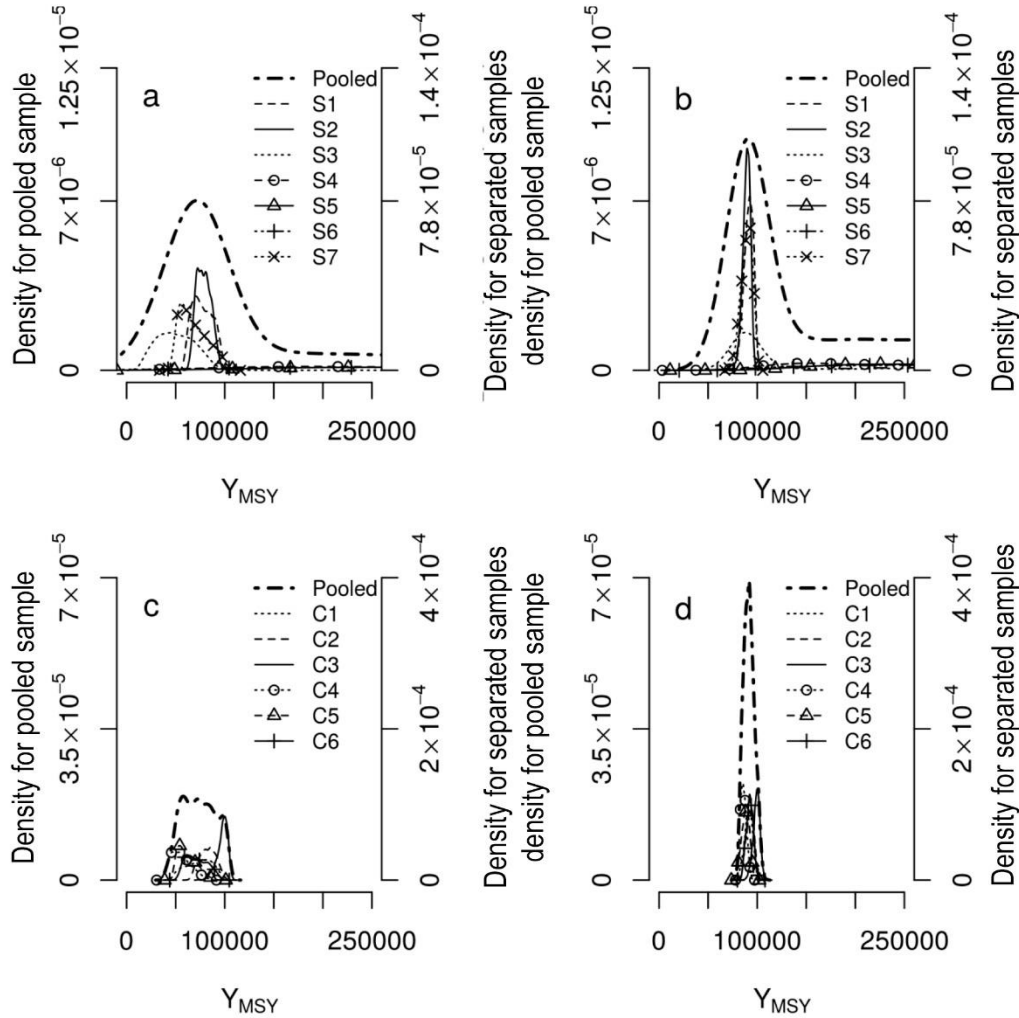 a
Density for pooled sample
0
7×10⁻⁶
1.25×10⁻⁵
Pooled
S1
S2
S3
S4
S5
S6
S7
0
7.8×10⁻⁵
1.4×10⁻⁴
Density for separated samples
0
100000
250000
Y_MSY
b
density for pooled sample
0
7×10⁻⁶
1.25×10⁻⁵
Pooled
S1
S2
S3
S4
S5
S6
S7
0
7.8×10⁻⁵
1.4×10⁻⁴
Density for separated samples
0
100000
250000
Y_MSY
c
Density for pooled sample
0
3.5×10⁻⁵
7×10⁻⁵
Pooled
C1
C2
C3
C4
C5
C6
0
2×10⁻⁴
4×10⁻⁴
Density for separated samples
0
100000
250000
Y_MSY
d
density for pooled sample
0
3.5×10⁻⁵
7×10⁻⁵
Pooled
C1
C2
C3
C4
C5
C6
0
2×10⁻⁴
4×10⁻⁴
Density for separated samples
0
100000
250000
Y_MSY